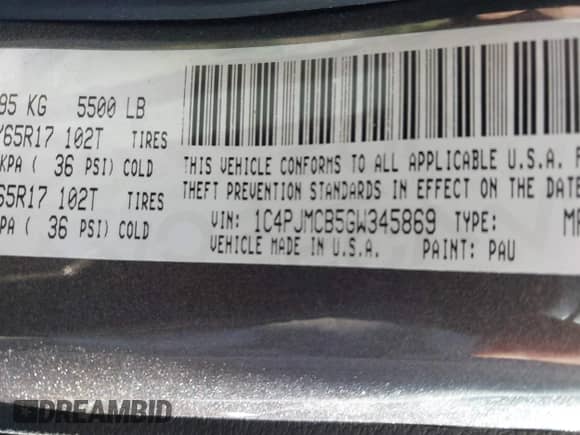 95 KG 5500 LB
65R17 102T TIRES
KPA ( 36 PSI) COLD
65R17 102T TIRES
KPA ( 36 PSI) COLD
THIS VEHICLE CONFORMS TO ALL APPLICABLE U.S.A.
THEFT PREVENTION STANDARDS IN EFFECT ON THE DATE
VIN: 1C4PJMCB5GW345869 TYPE:
VEHICLE MADE IN U.S.A. PAINT: PAU
DREAMBID